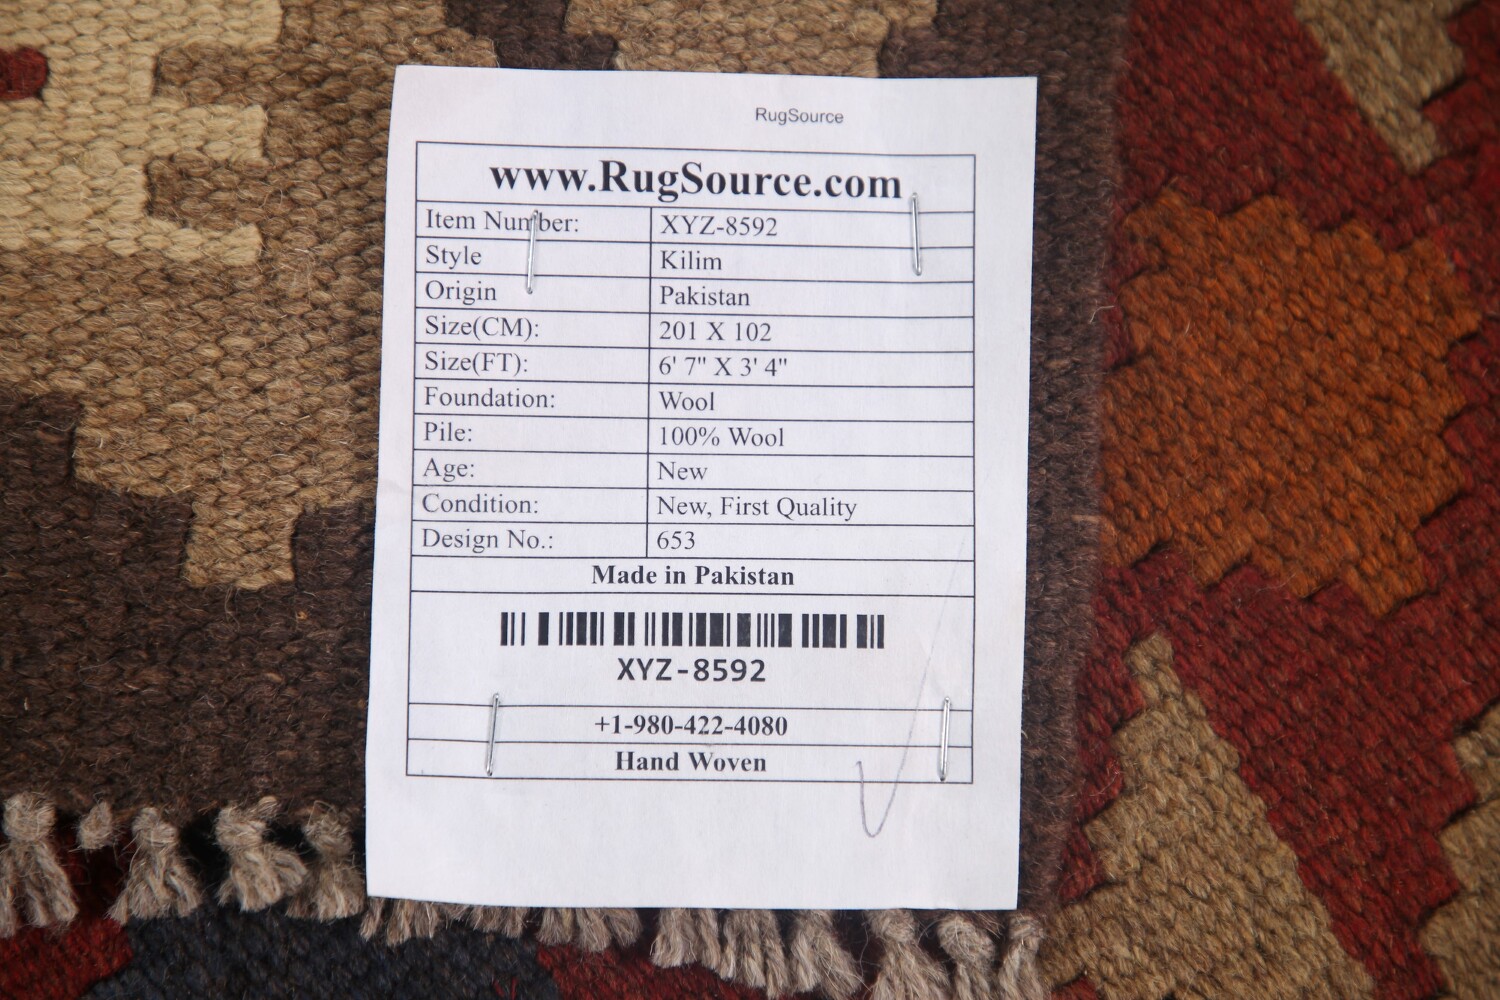 RugSource
www.RugSource.com
Item Number: XYZ-8592
Style Kilim
Origin Pakistan
Size(CM): 201 X 102
Size(FT): 6' 7" X 3' 4"
Foundation: Wool
Pile: 100% Wool
Age: New
Condition: New, First Quality
Design No.: 653
Made in Pakistan
XYZ-8592
+1-980-422-4080
Hand Woven